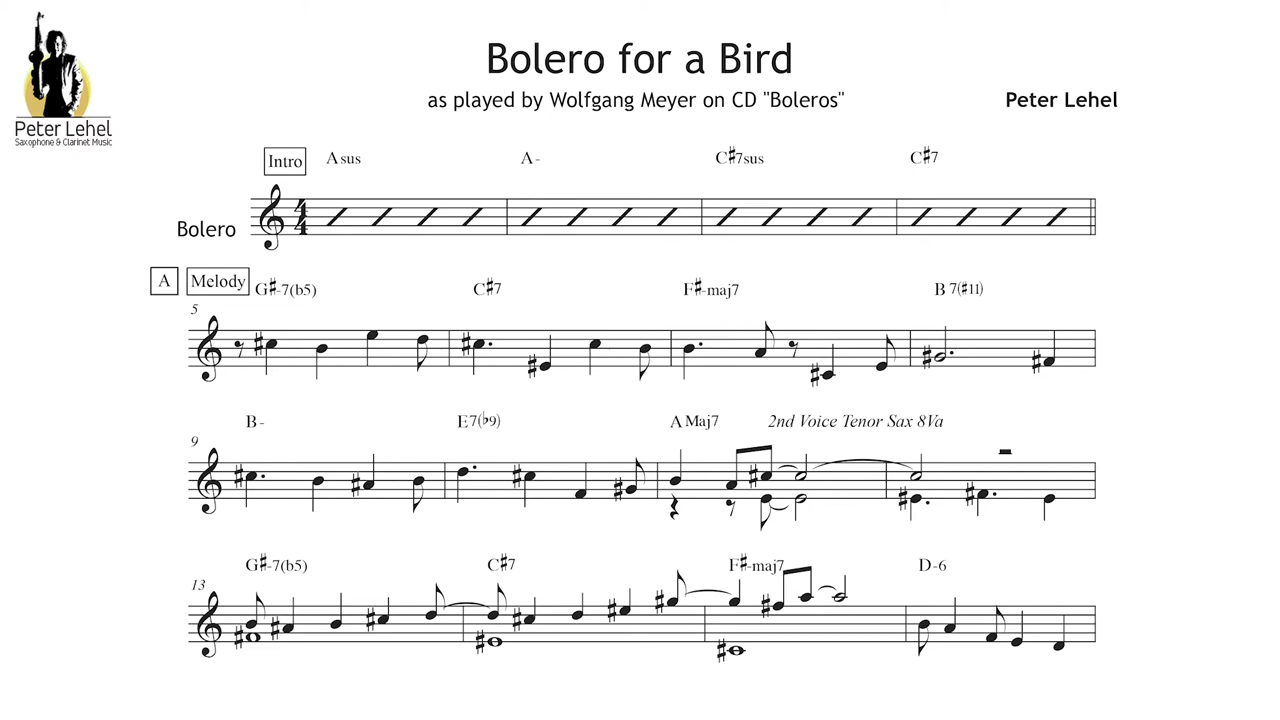 Bolero for a Bird
as played by Wolfgang Meyer on CD "Boleros"
Peter Lehel
Peter Lehel
Saxophone & Clarinet Music
Intro A sus A - C#7sus C#7
Bolero
A Melody G#-7(b5) C#7 F#-maj7 B 7(#11)
5
B - E7(b9) A Maj7 2nd Voice Tenor Sax 8Va
9
G#-7(b5) C#7 F#-maj7 D-6
13